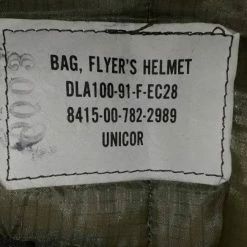 BAG, FLYER'S HELMET
DLA100-91-F-EC28
8415-00-782-2989
UNICOR